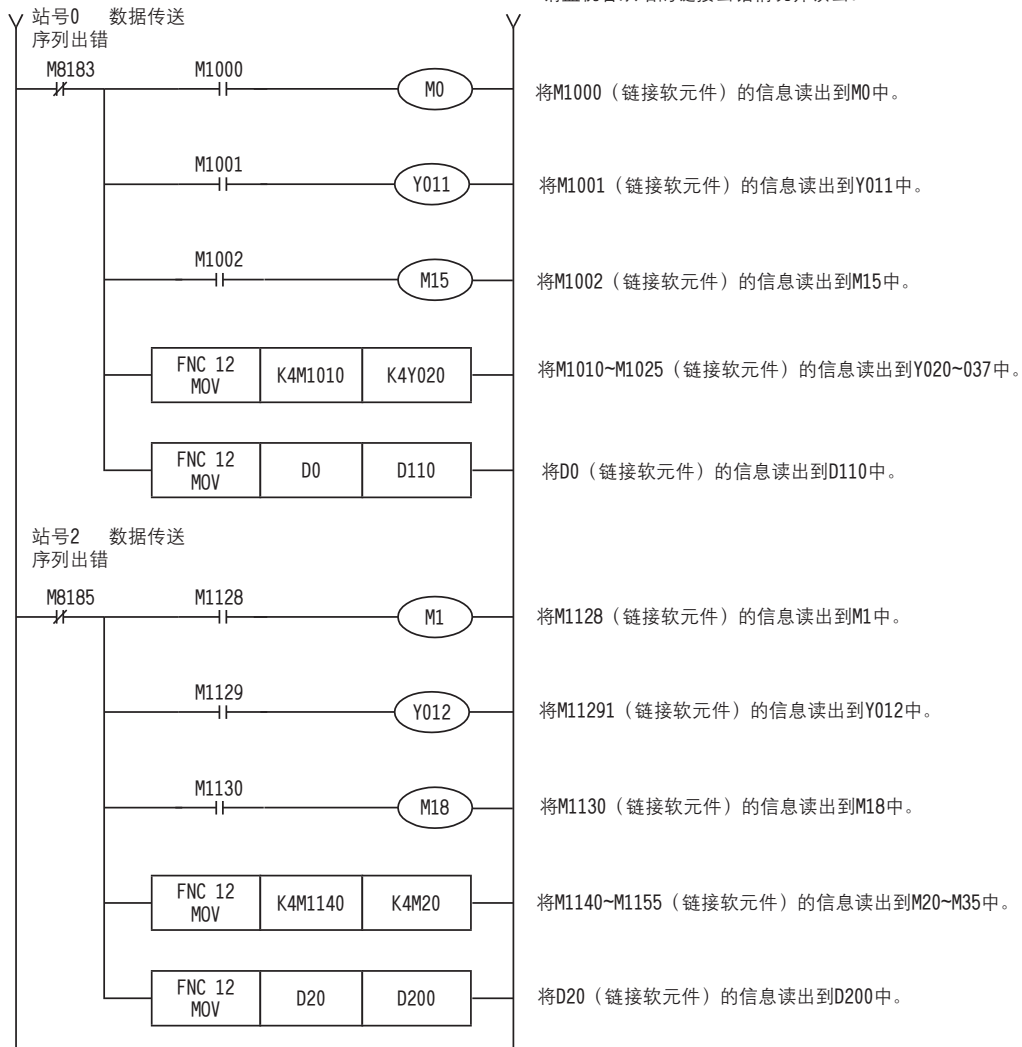 站号0 数据传送
序列出错
M8183 M1000
M0 将M1000（链接软元件）的信息读出到M0中。
M1001
Y011 将M1001（链接软元件）的信息读出到Y011中。
M1002
M15 将M1002（链接软元件）的信息读出到M15中。
FNC 12
MOV K4M1010 K4Y020 将M1010~M1025（链接软元件）的信息读出到Y020~037中。
FNC 12
MOV D0 D110 将D0（链接软元件）的信息读出到D110中。
站号2 数据传送
序列出错
M8185 M1128
M1 将M1128（链接软元件）的信息读出到M1中。
M1129
Y012 将M11291（链接软元件）的信息读出到Y012中。
M1130
M18 将M1130（链接软元件）的信息读出到M18中。
FNC 12
MOV K4M1140 K4M20 将M1140~M1155（链接软元件）的信息读出到M20~M35中。
FNC 12
MOV D20 D200 将D20（链接软元件）的信息读出到D200中。